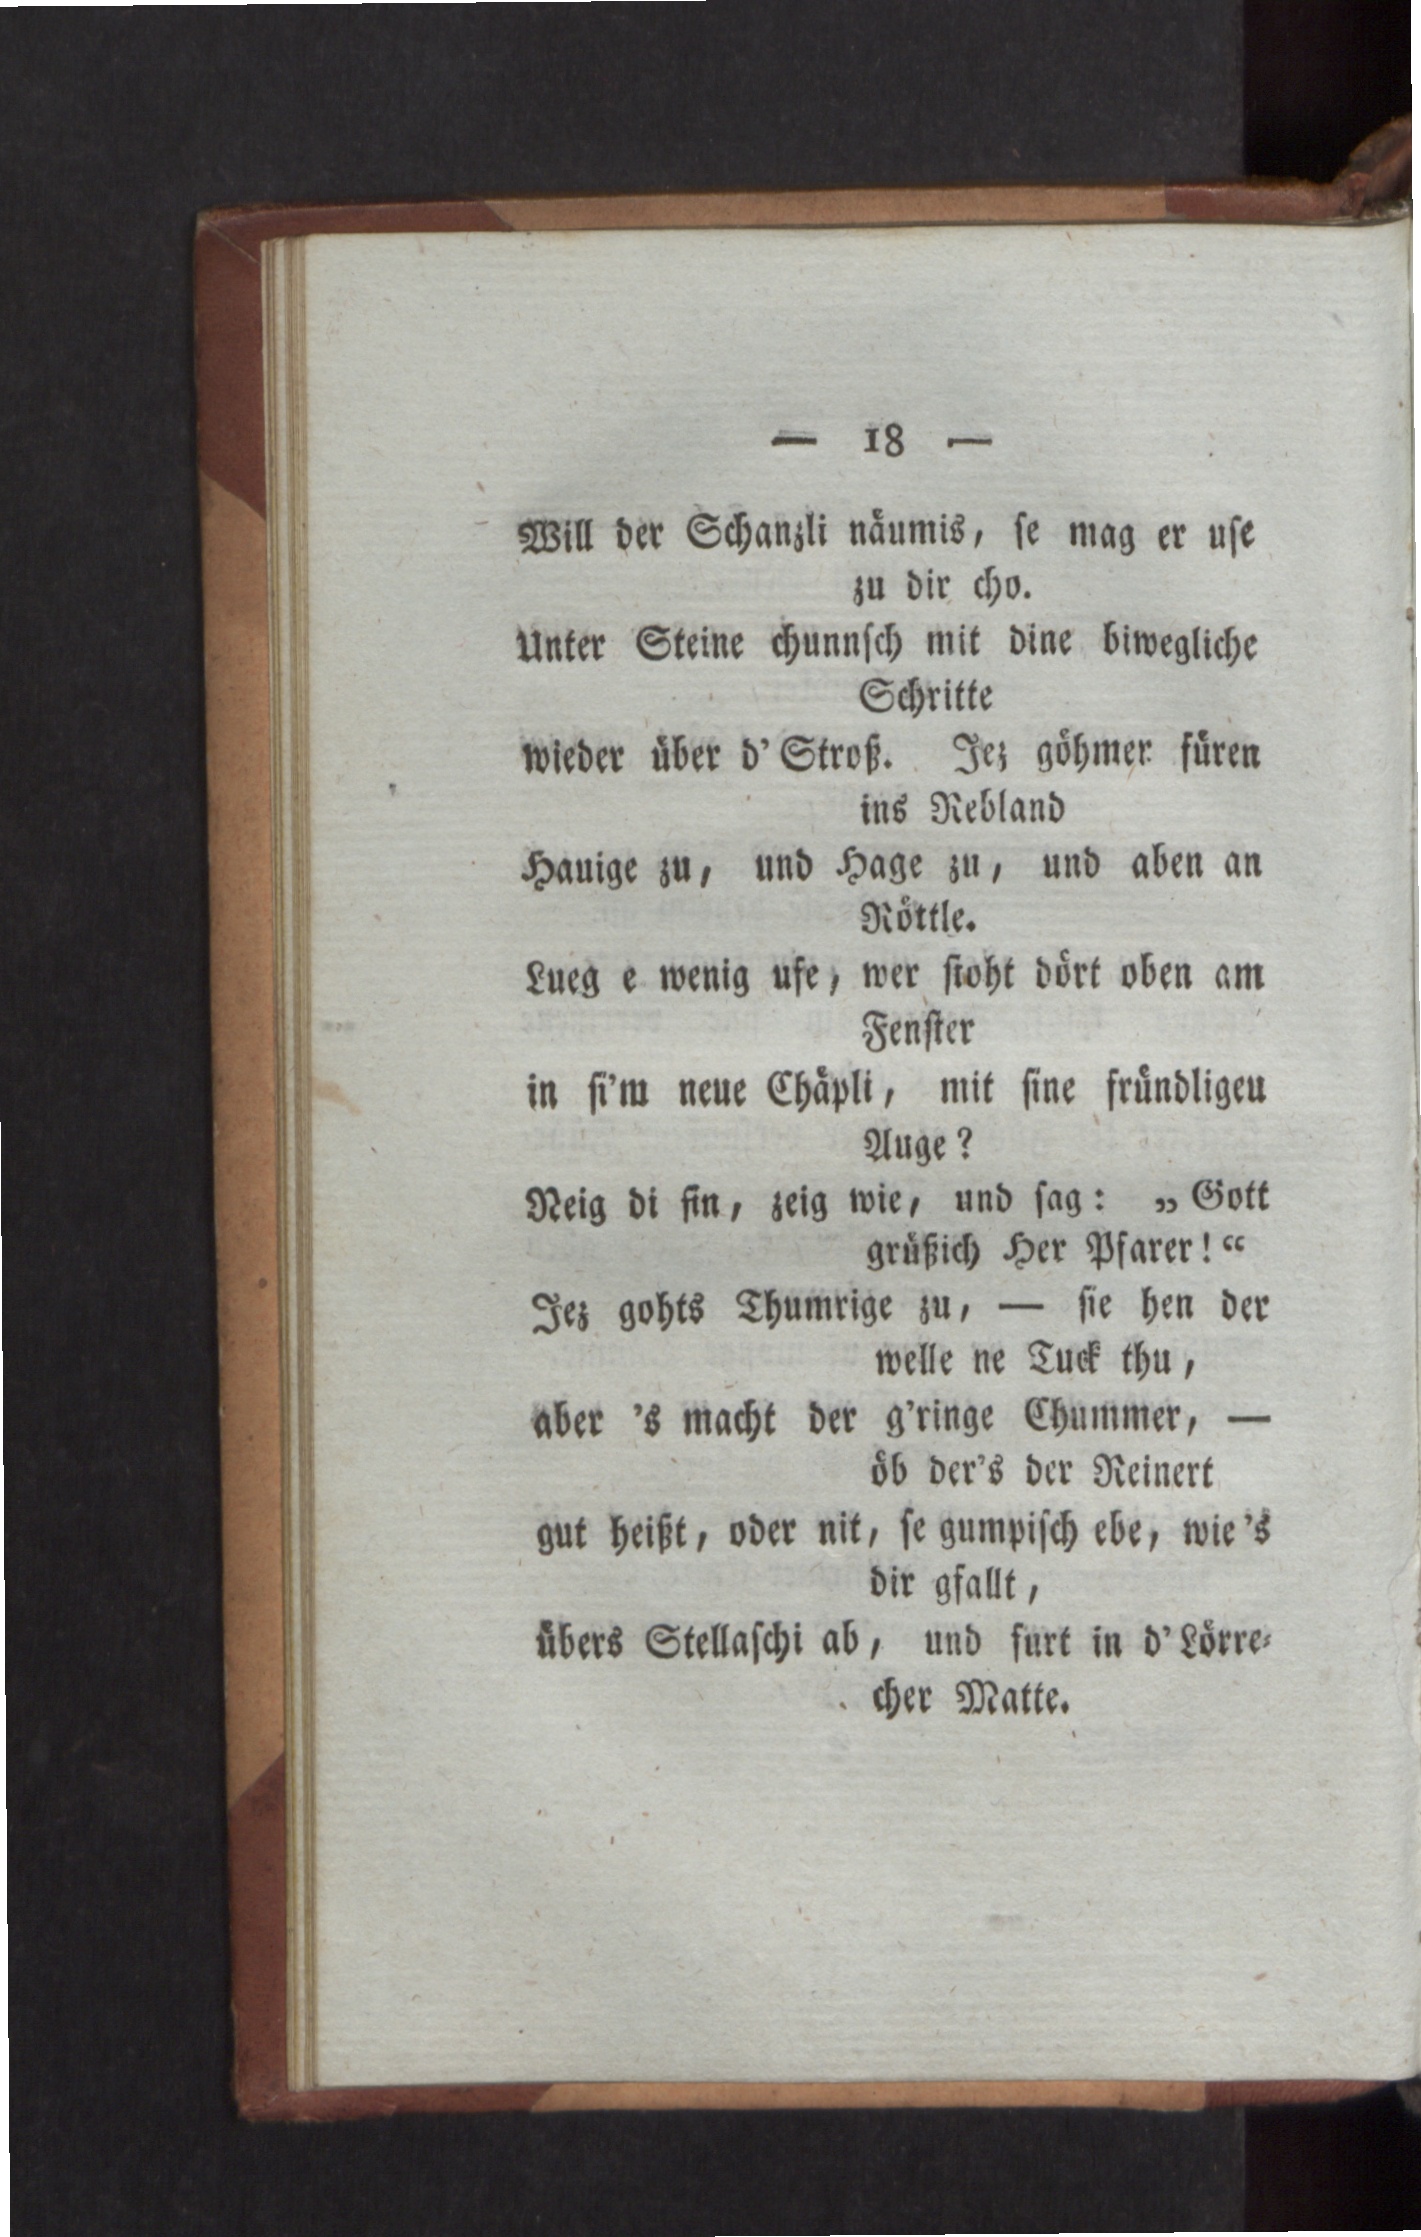 — 18 —
Will der Schanzli näumis, se mag er use
zu dir cho.
Unter Steine chunnsch mit dine biwegliche
Schritte
wieder über d' Stroß. Jez göhmer füren
ins Rebland
Hauige zu, und Hage zu, und aben an
Röttle.
Lueg e wenig ufe, wer stoht dört oben am
Fenster
in si'm neue Chäpli, mit sine fründligeu
Auge?
Neig di fin, zeig wie, und sag: „Gott
grüßich Her Pfarer!“
Jez gohts Thumrige zu, — sie hen der
welle ne Tuck thu,
aber 's macht der g'ringe Chummer, —
öb der's der Reinert
gut heißt, oder nit, se gumpisch ebe, wie's
dir gfallt,
übers Stellaschi ab, und furt in d' Lörre-
cher Matte.